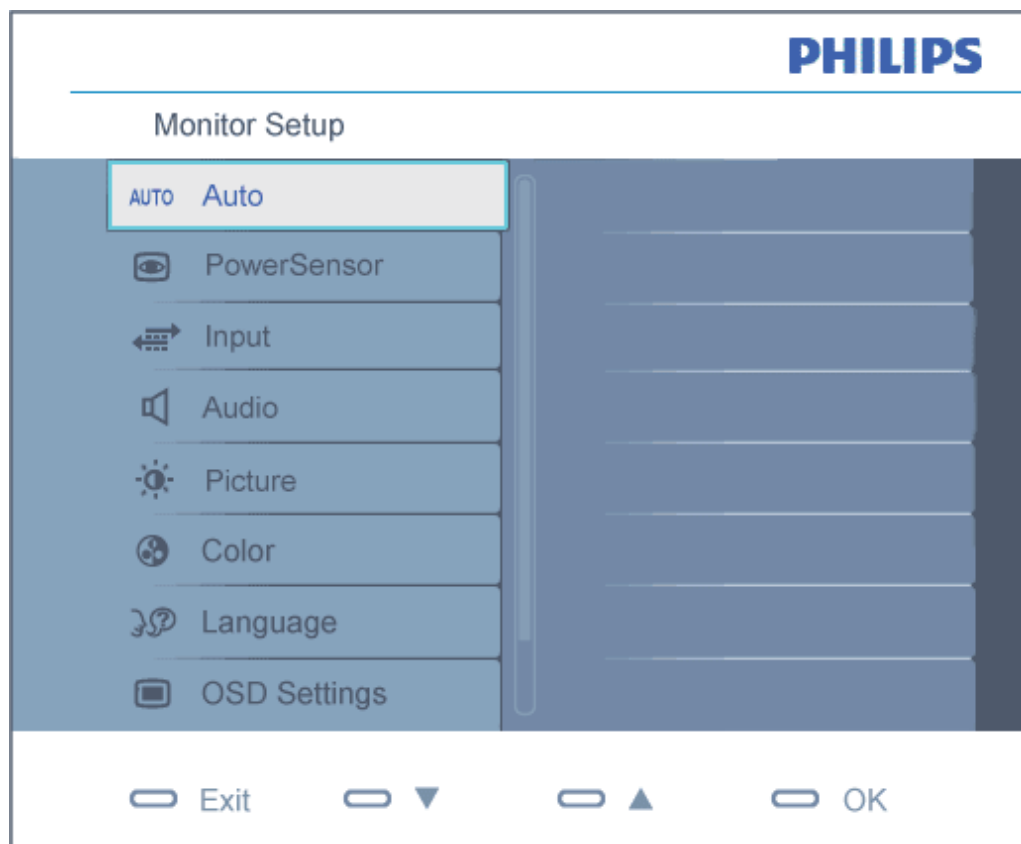 PHILIPS
Monitor Setup
AUTO Auto
PowerSensor
Input
Audio
Picture
Color
Language
OSD Settings
Exit ▼ ▲ OK